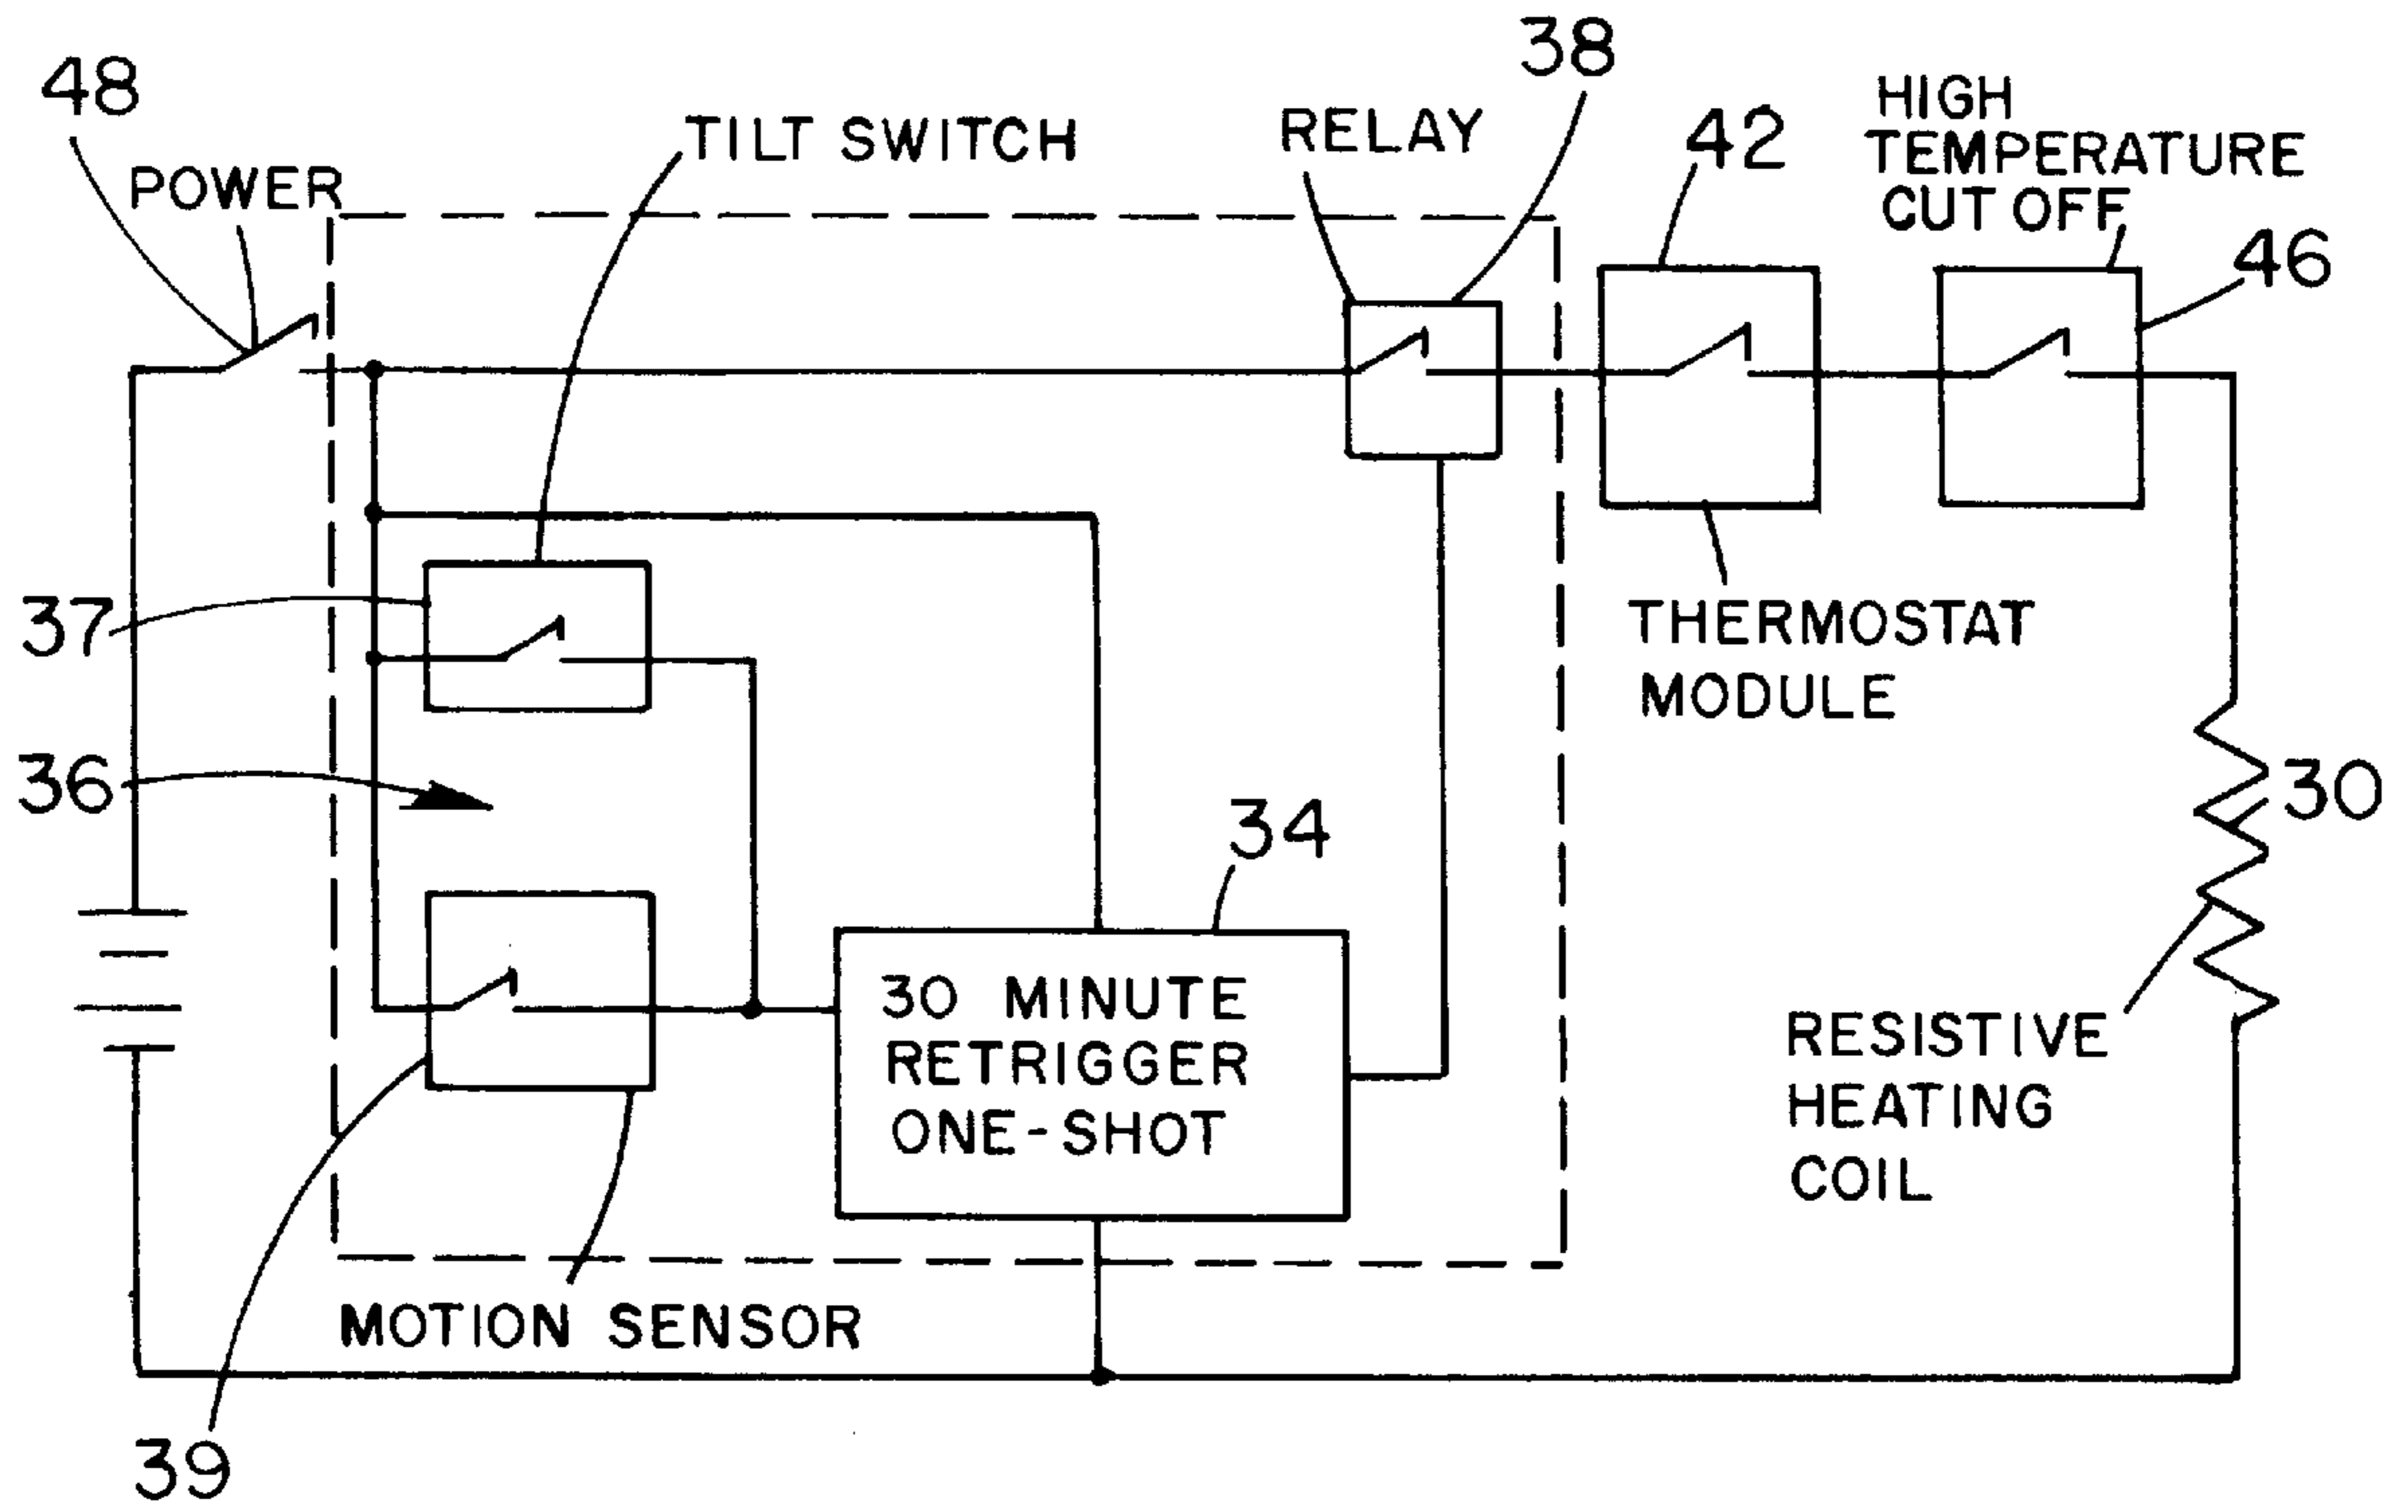 38
48
HIGH
TEMPERATURE
CUT OFF
TILT SWITCH
RELAY
42
POWER
46
37
THERMOSTAT
MODULE
36
30
34
30 MINUTE
RETRIGGER
ONE-SHOT
RESISTIVE
HEATING
COIL
MOTION SENSOR
39